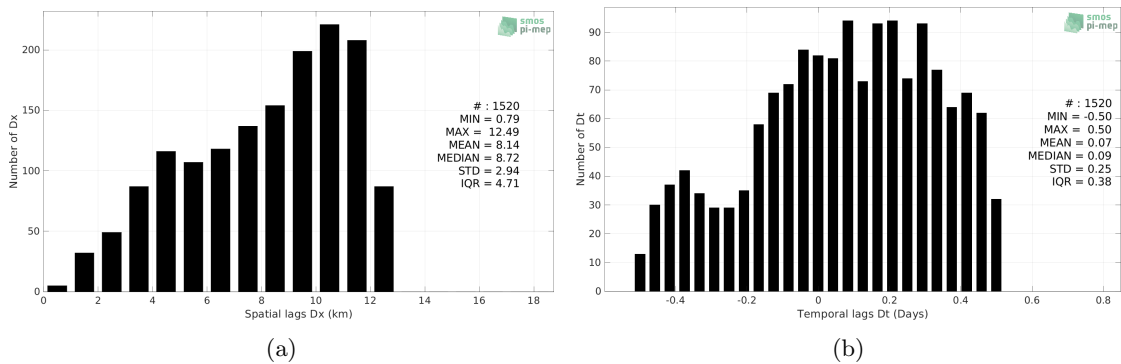 smos
pi-mep
200
150
100
50
0
Number of Dx
# : 1520
MIN = 0.79
MAX = 12.49
MEAN = 8.14
MEDIAN = 8.72
STD = 2.94
IQR = 4.71
0 2 4 6 8 10 12 14 16 18
Spatial lags Dx (km)
(a)
smos
pi-mep
90
80
70
60
50
40
30
20
10
0
Number of Dt
# : 1520
MIN = -0.50
MAX = 0.50
MEAN = 0.07
MEDIAN = 0.09
STD = 0.25
IQR = 0.38
-0.4 -0.2 0 0.2 0.4 0.6 0.8
Temporal lags Dt (Days)
(b)